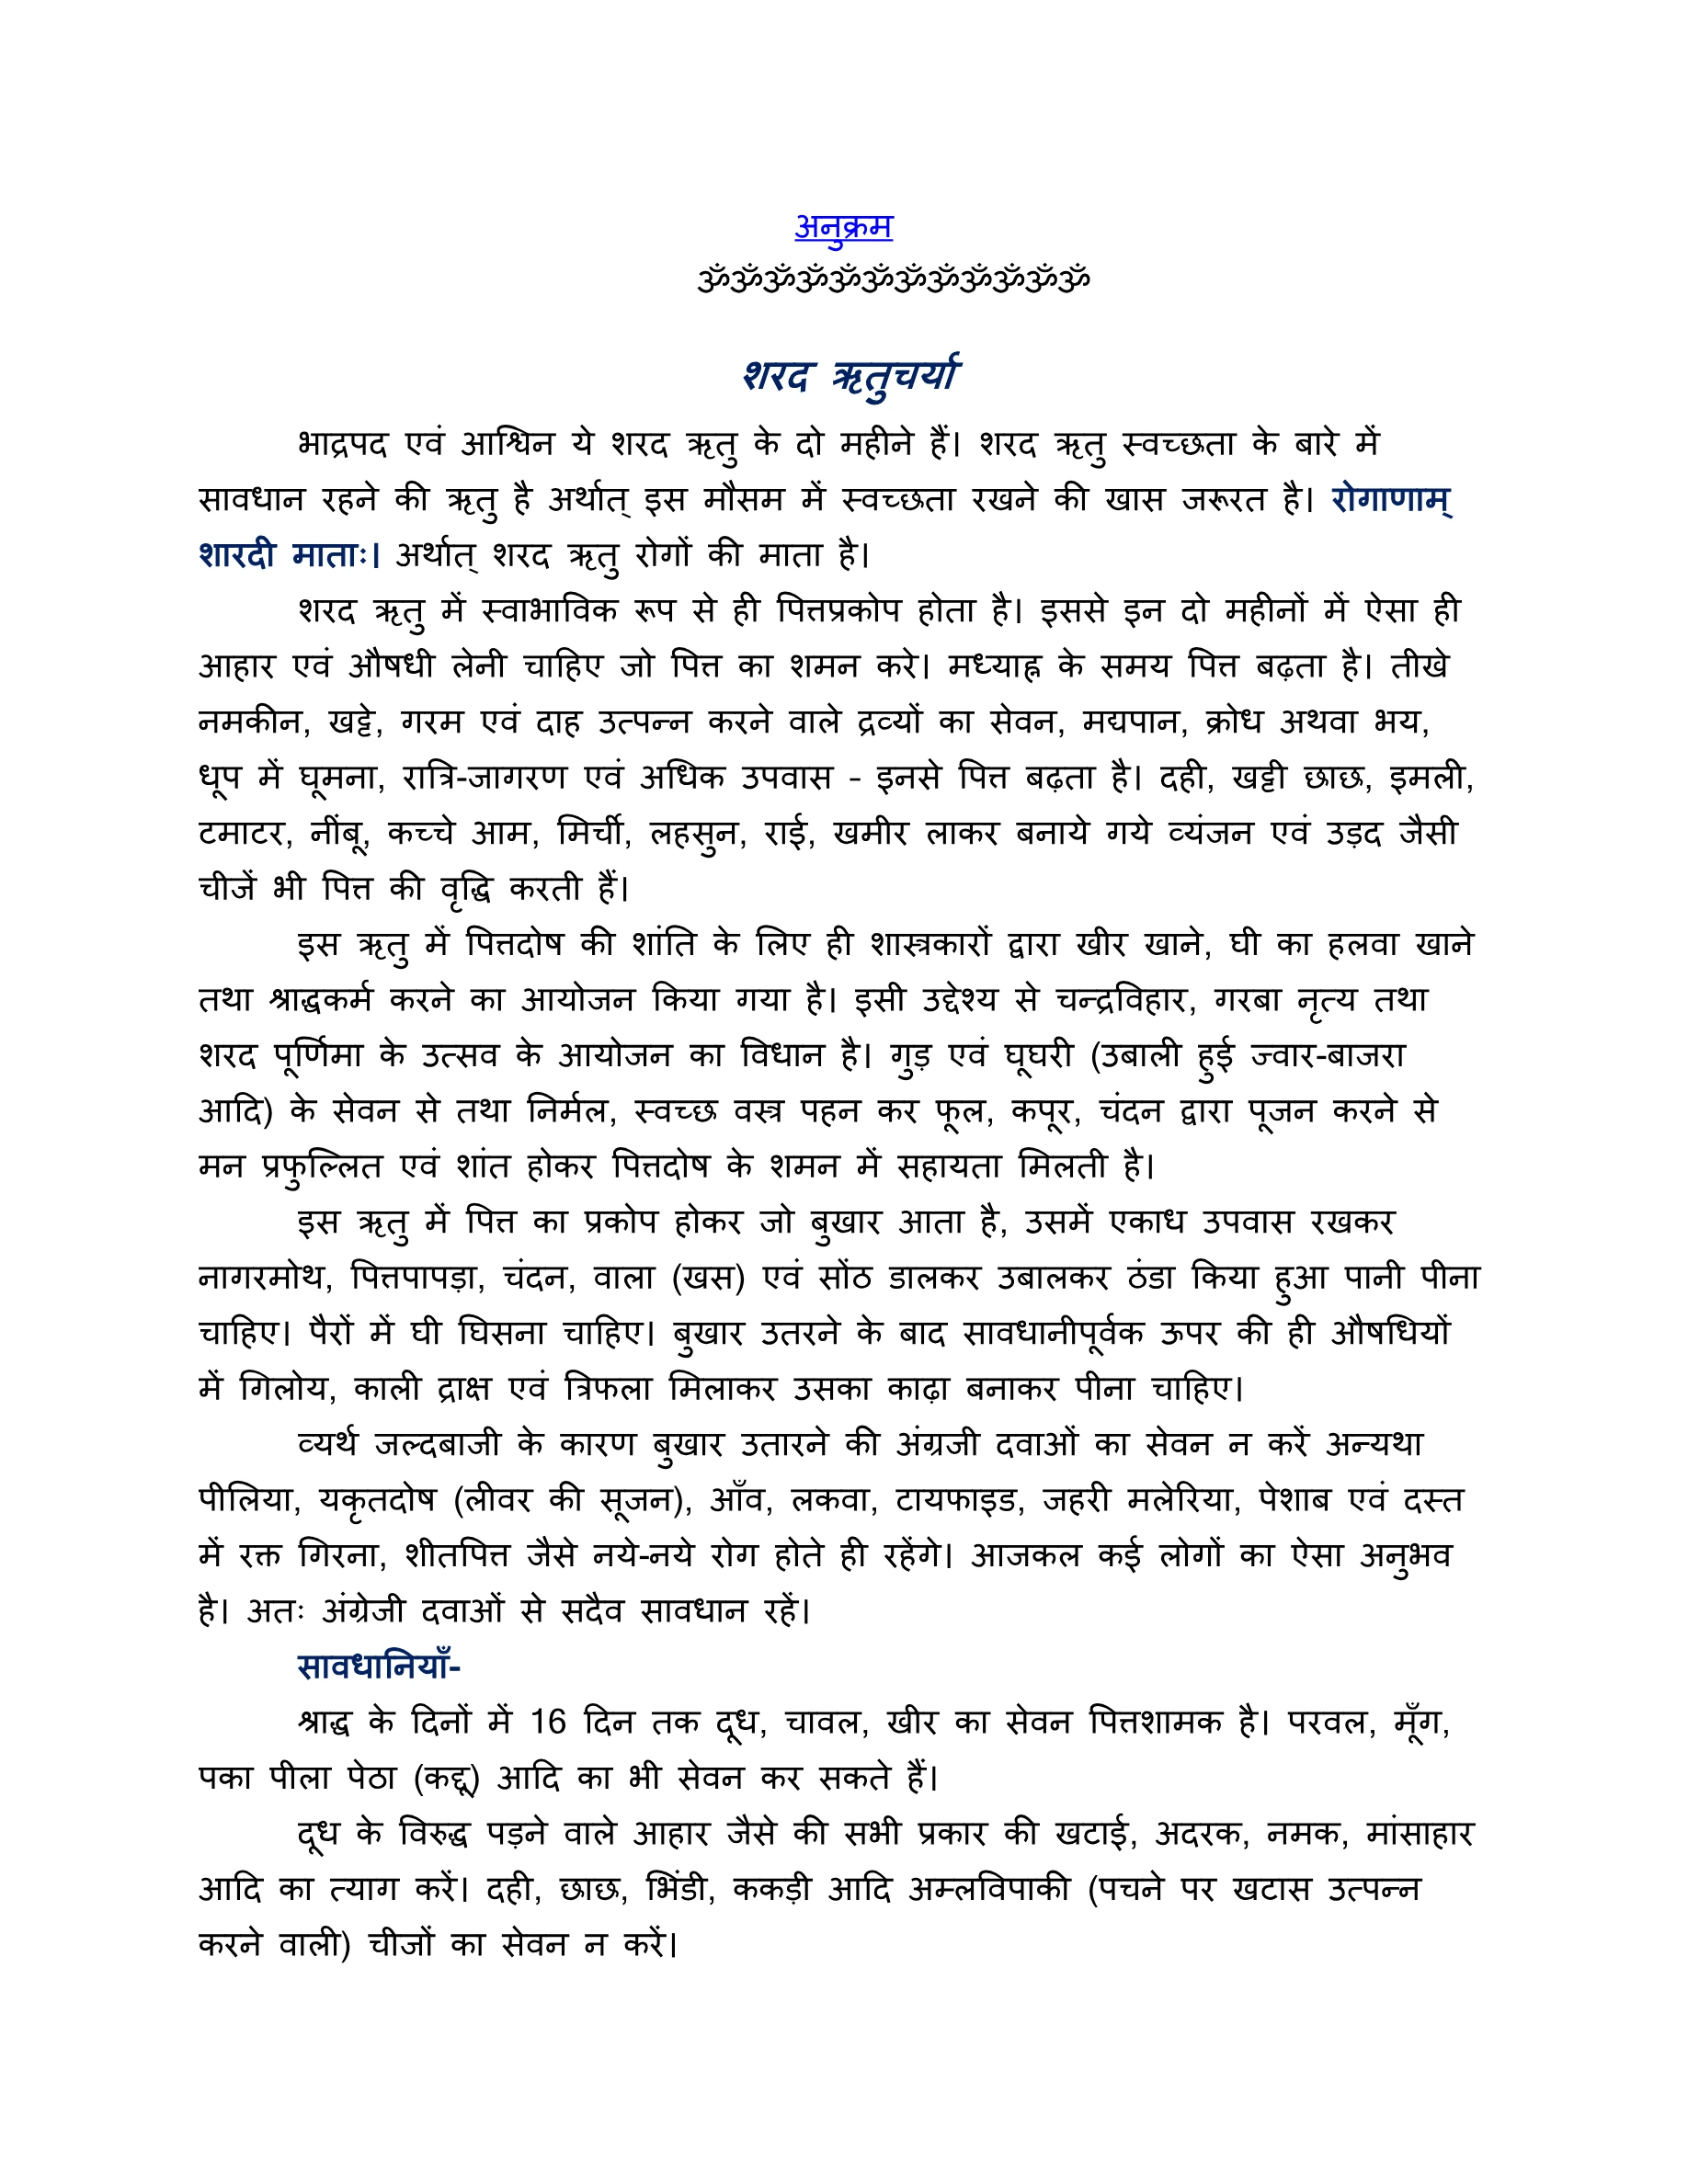 अनुक्रम
ॐॐॐॐॐॐॐॐॐॐॐॐ
शरद ऋतुचर्या
भाद्रपद एवं आश्विन ये शरद ऋतु के दो महीने हैं। शरद ऋतु स्वच्छता के बारे में
सावधान रहने की ऋतु है अर्थात् इस मौसम में स्वच्छता रखने की खास जरूरत है। रोगाणाम्
शारदी माताः। अर्थात् शरद ऋतु रोगों की माता है।
शरद ऋतु में स्वाभाविक रूप से ही पित्तप्रकोप होता है। इससे इन दो महीनों में ऐसा ही
आहार एवं औषधी लेनी चाहिए जो पित्त का शमन करे। मध्याह्न के समय पित्त बढ़ता है। तीखे
नमकीन, खट्टे, गरम एवं दाह उत्पन्न करने वाले द्रव्यों का सेवन, मद्यपान, क्रोध अथवा भय,
धूप में घूमना, रात्रि-जागरण एवं अधिक उपवास - इनसे पित्त बढ़ता है। दही, खट्टी छाछ, इमली,
टमाटर, नींबू, कच्चे आम, मिर्ची, लहसुन, राई, खमीर लाकर बनाये गये व्यंजन एवं उड़द जैसी
चीजें भी पित्त की वृद्धि करती हैं।
इस ऋतु में पित्तदोष की शांति के लिए ही शास्त्रकारों द्वारा खीर खाने, घी का हलवा खाने
तथा श्राद्धकर्म करने का आयोजन किया गया है। इसी उद्देश्य से चन्द्रविहार, गरबा नृत्य तथा
शरद पूर्णिमा के उत्सव के आयोजन का विधान है। गुड़ एवं घूघरी (उबाली हुई ज्वार-बाजरा
आदि) के सेवन से तथा निर्मल, स्वच्छ वस्त्र पहन कर फूल, कपूर, चंदन द्वारा पूजन करने से
मन प्रफुल्लित एवं शांत होकर पित्तदोष के शमन में सहायता मिलती है।
इस ऋतु में पित्त का प्रकोप होकर जो बुखार आता है, उसमें एकाध उपवास रखकर
नागरमोथ, पित्तपापड़ा, चंदन, वाला (खस) एवं सोंठ डालकर उबालकर ठंडा किया हुआ पानी पीना
चाहिए। पैरों में घी घिसना चाहिए। बुखार उतरने के बाद सावधानीपूर्वक ऊपर की ही औषधियों
में गिलोय, काली द्राक्ष एवं त्रिफला मिलाकर उसका काढ़ा बनाकर पीना चाहिए।
व्यर्थ जल्दबाजी के कारण बुखार उतारने की अंग्रजी दवाओं का सेवन न करें अन्यथा
पीलिया, यकृतदोष (लीवर की सूजन), आँव, लकवा, टायफाइड, जहरी मलेरिया, पेशाब एवं दस्त
में रक्त गिरना, शीतपित्त जैसे नये-नये रोग होते ही रहेंगे। आजकल कई लोगों का ऐसा अनुभव
है। अतः अंग्रेजी दवाओं से सदैव सावधान रहें।
सावधानियाँ-
श्राद्ध के दिनों में 16 दिन तक दूध, चावल, खीर का सेवन पित्तशामक है। परवल, मूँग,
पका पीला पेठा (कद्दू) आदि का भी सेवन कर सकते हैं।
दूध के विरुद्ध पड़ने वाले आहार जैसे की सभी प्रकार की खटाई, अदरक, नमक, मांसाहार
आदि का त्याग करें। दही, छाछ, भिंडी, ककड़ी आदि अम्लविपाकी (पचने पर खटास उत्पन्न
करने वाली) चीजों का सेवन न करें।